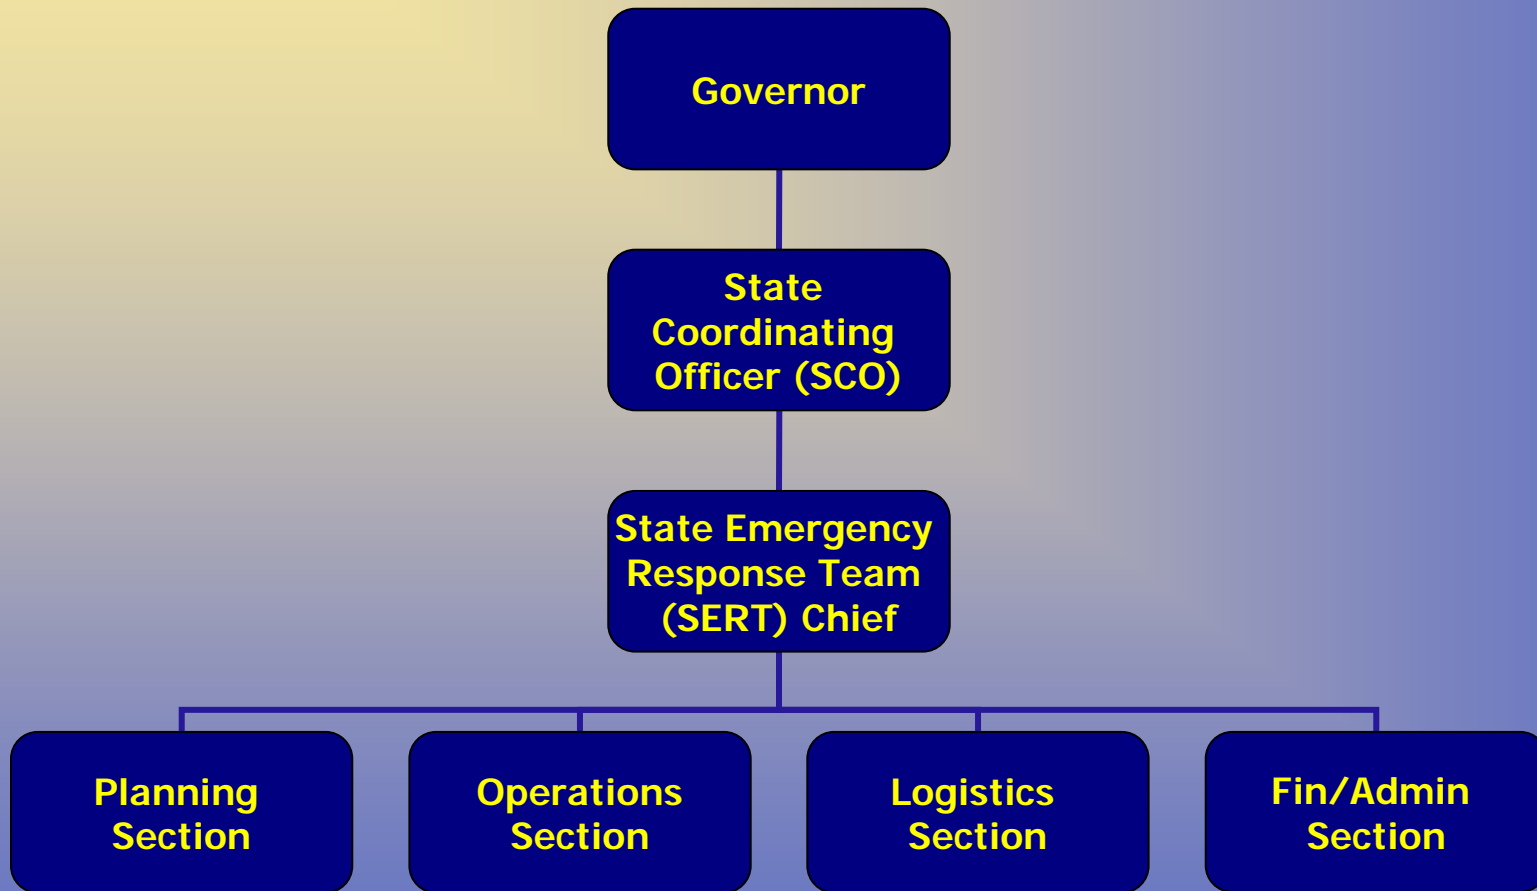 Governor
State
Coordinating
Officer (SCO)
State Emergency
Response Team
(SERT) Chief
Planning
Section
Operations
Section
Logistics
Section
Fin/Admin
Section